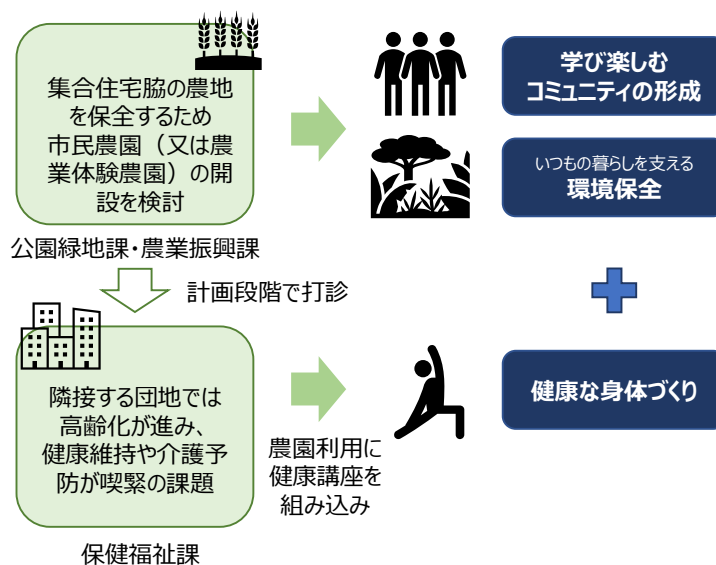 集合住宅脇の農地
を保全するため
市民農園（又は農
業体験農園）の開
設を検討
公園緑地課・農業振興課
学び楽しむ
コミュニティの形成
いつもの暮らしを支える
環境保全
計画段階で打診
隣接する団地では
高齢化が進み、
健康維持や介護予
防が喫緊の課題
保健福祉課
農園利用に
健康講座を
組み込み
健康な身体づくり